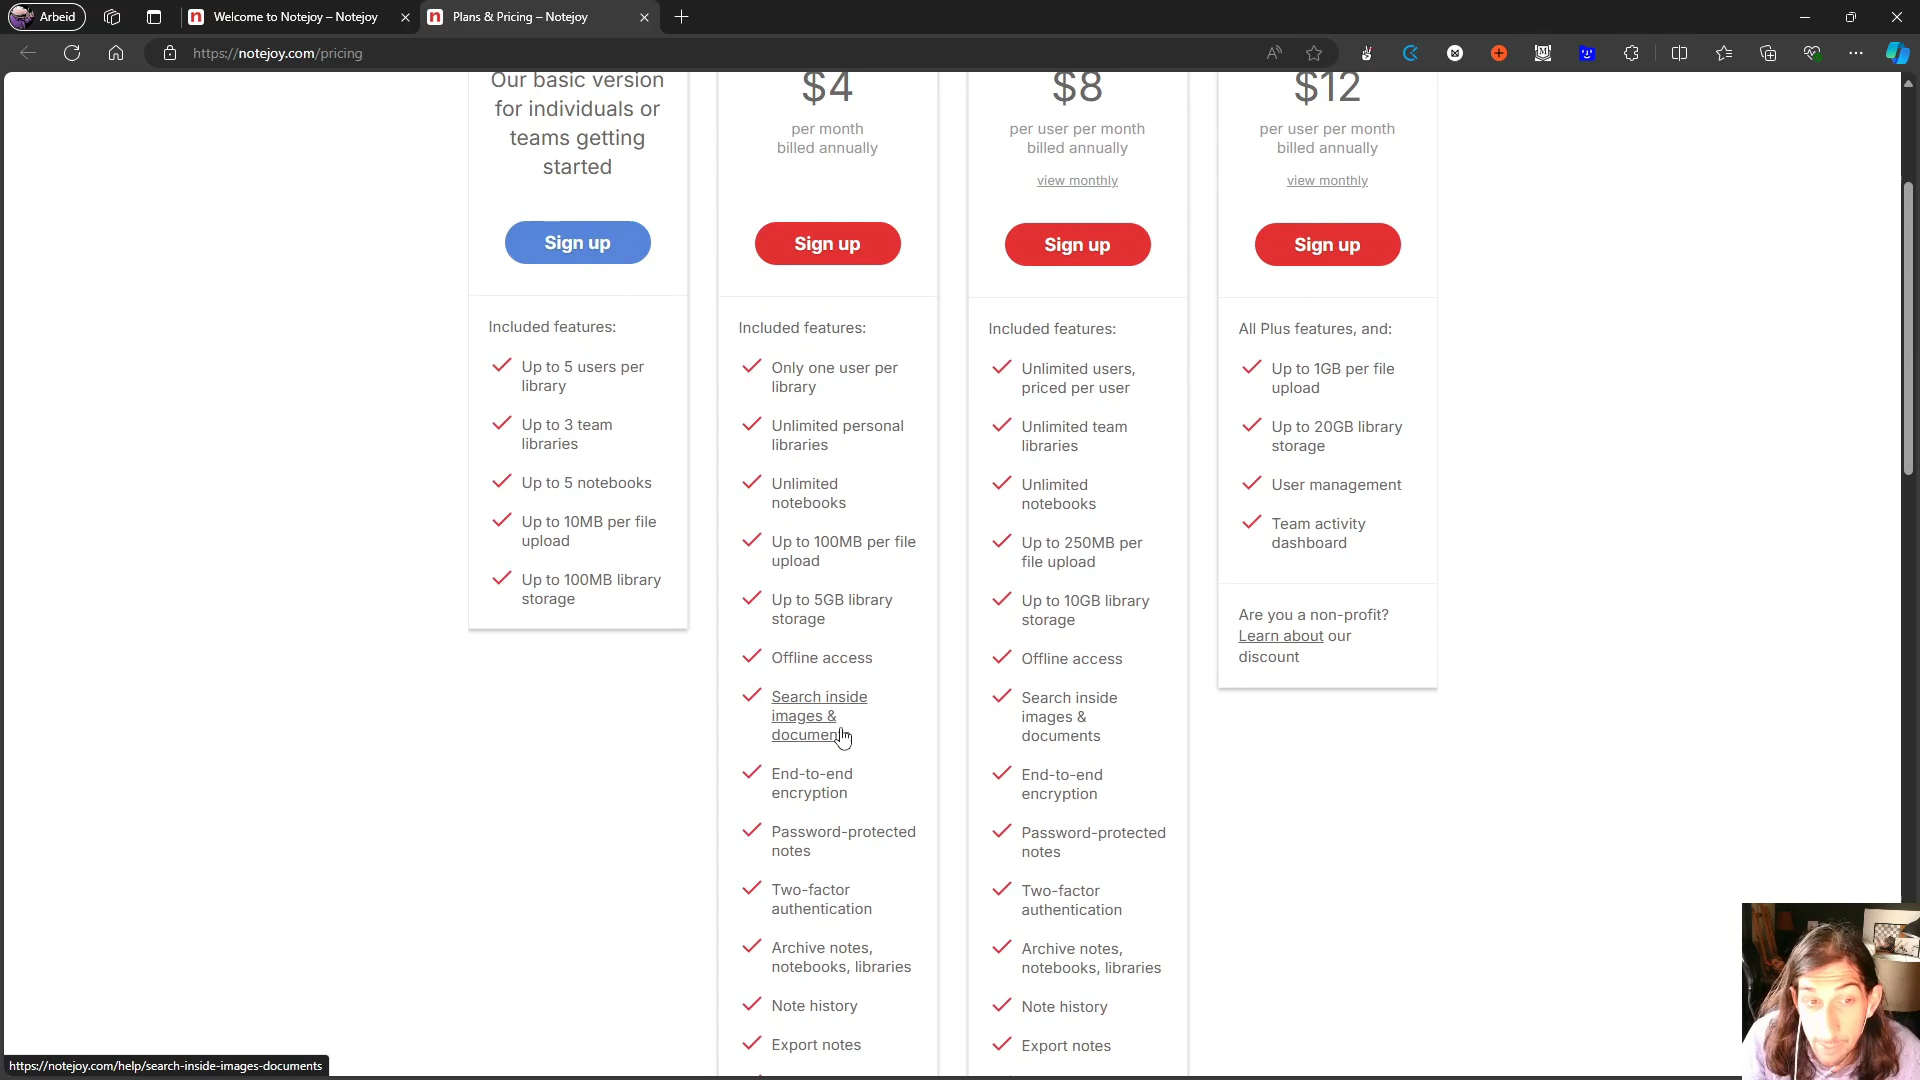 Arbeid
Welcome to Notejoy – Notejoy
Plans & Pricing – Notejoy
https://notejoy.com/pricing
Our basic version
for individuals or
teams getting
started
Sign up
Included features:
Up to 5 users per
library
Up to 3 team
libraries
Up to 5 notebooks
Up to 10MB per file
upload
Up to 100MB library
storage
$4
per month
billed annually
Sign up
Included features:
Only one user per
library
Unlimited personal
libraries
Unlimited
notebooks
Up to 100MB per file
upload
Up to 5GB library
storage
Offline access
Search inside
images &
document
End-to-end
encryption
Password-protected
notes
Two-factor
authentication
Archive notes,
notebooks, libraries
Note history
Export notes
$8
per user per month
billed annually
view monthly
Sign up
Included features:
Unlimited users,
priced per user
Unlimited team
libraries
Unlimited
notebooks
Up to 250MB per
file upload
Up to 10GB library
storage
Offline access
Search inside
images &
documents
End-to-end
encryption
Password-protected
notes
Two-factor
authentication
Archive notes,
notebooks, libraries
Note history
Export notes
$12
per user per month
billed annually
view monthly
Sign up
All Plus features, and:
Up to 1GB per file
upload
Up to 20GB library
storage
User management
Team activity
dashboard
Are you a non-profit?
Learn about our
discount
https://notejoy.com/help/search-inside-images-documents